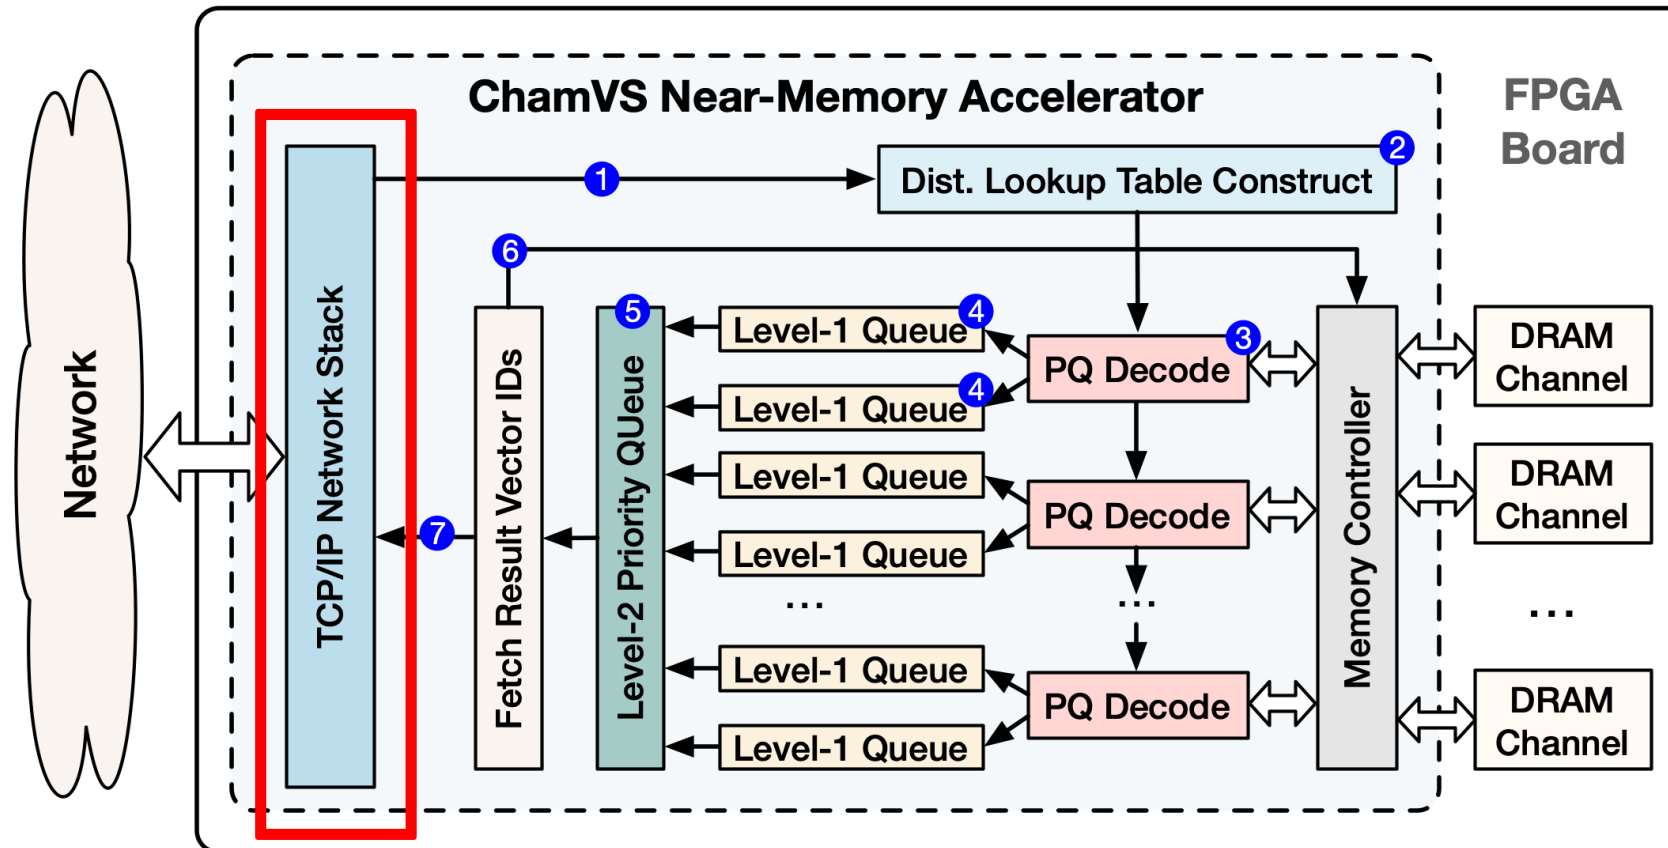 ChamVS Near-Memory Accelerator
FPGA
Board
Network
TCP/IP Network Stack
1
Dist. Lookup Table Construct
2
6
Fetch Result Vector IDs
7
5
Level-2 Priority QUeue
Level-1 Queue
4
Level-1 Queue
4
Level-1 Queue
Level-1 Queue
...
Level-1 Queue
Level-1 Queue
PQ Decode
3
PQ Decode
...
PQ Decode
Memory Controller
DRAM
Channel
DRAM
Channel
...
DRAM
Channel